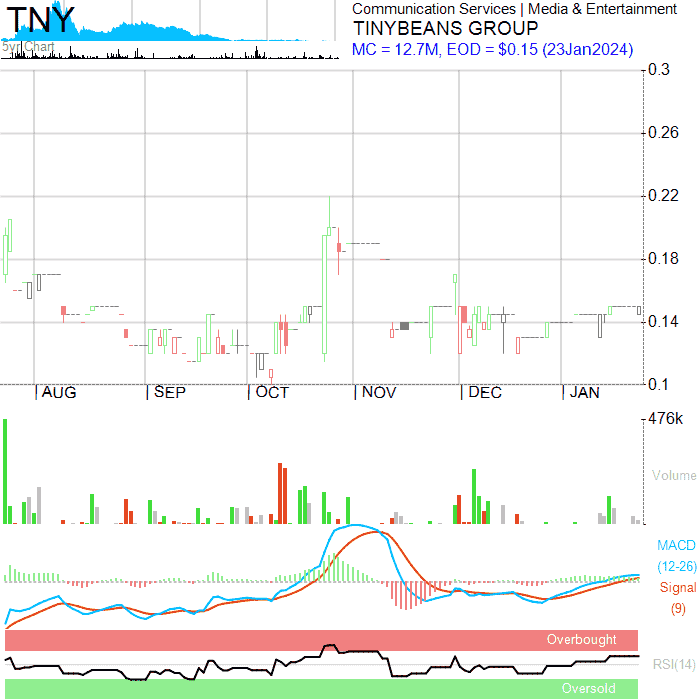 TNY
5yr Chart
Communication Services | Media & Entertainment
TINYBEANS GROUP
MC = 12.7M, EOD = $0.15 (23Jan2024)
0.3
0.26
0.22
0.18
0.14
0.1
AUG SEP OCT NOV DEC JAN
476k
Volume
MACD
(12-26)
Signal
(9)
Overbought
RSI(14)
Oversold